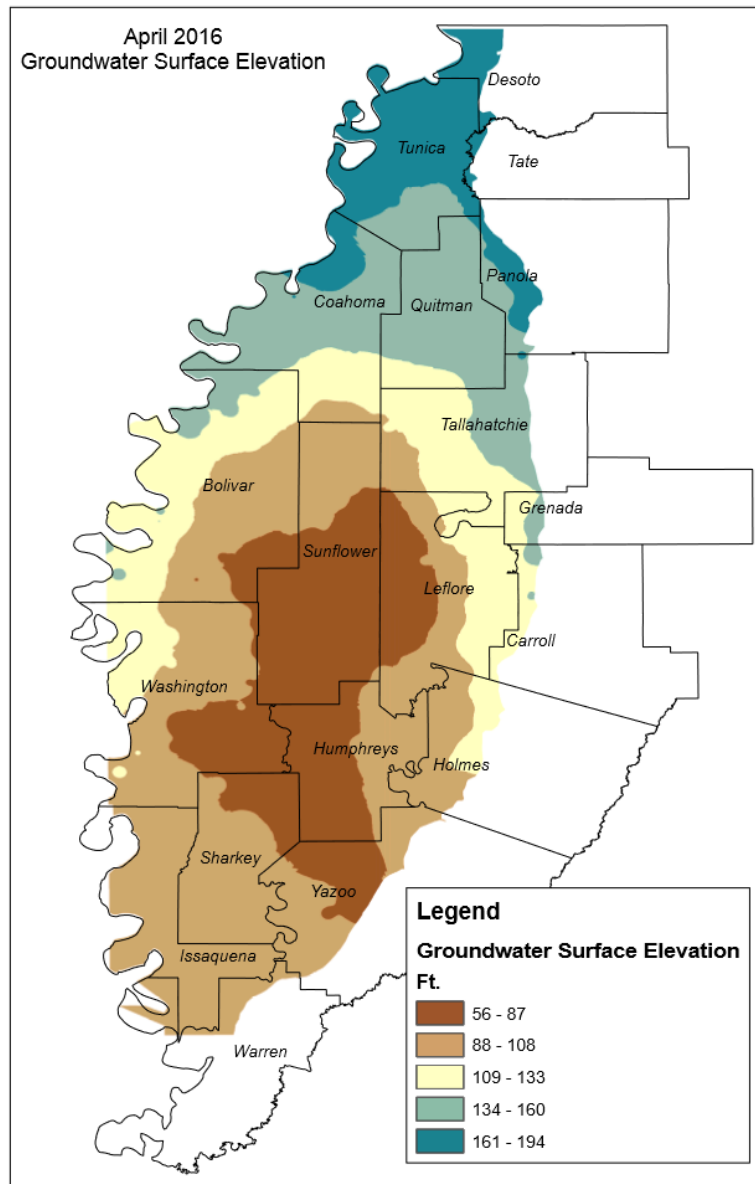 April 2016
Groundwater Surface Elevation
Desoto
Tunica
Tate
Panola
Coahoma
Quitman
Tallahatchie
Bolivar
Grenada
Sunflower
Leflore
Carroll
Washington
Humphreys
Holmes
Sharkey
Yazoo
Issaquena
Warren
Legend
Groundwater Surface Elevation
Ft.
56 - 87
88 - 108
109 - 133
134 - 160
161 - 194